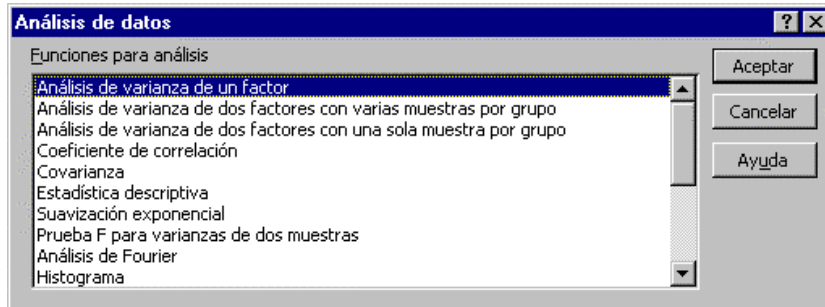 Análisis de datos
Funciones para análisis
Análisis de varianza de un factor
Análisis de varianza de dos factores con varias muestras por grupo
Análisis de varianza de dos factores con una sola muestra por grupo
Coeficiente de correlación
Covarianza
Estadística descriptiva
Suavización exponencial
Prueba F para varianzas de dos muestras
Análisis de Fourier
Histograma
Aceptar
Cancelar
Ayuda